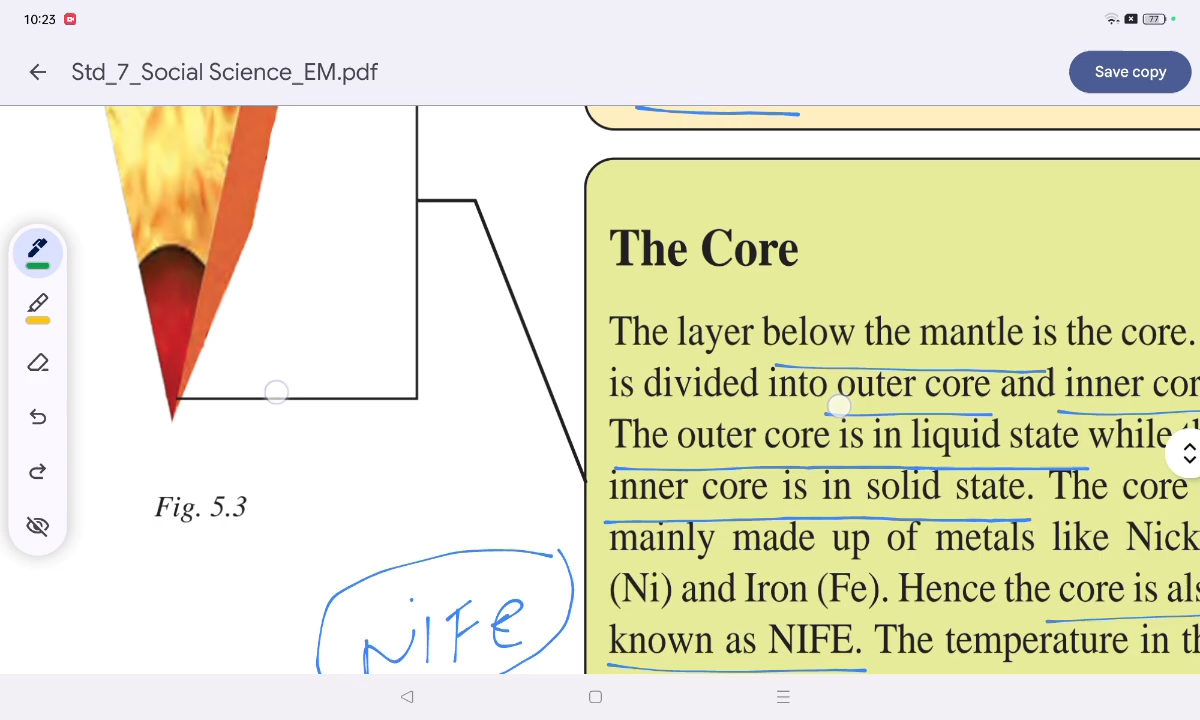 10:23
77
Std_7_Social Science_EM.pdf
Save copy
The Core
The layer below the mantle is the core.
is divided into outer core and inner cor
The outer core is in liquid state while th
inner core is in solid state. The core
mainly made up of metals like Nick
(Ni) and Iron (Fe). Hence the core is als
known as NIFE. The temperature in th
Fig. 5.3
NIFe